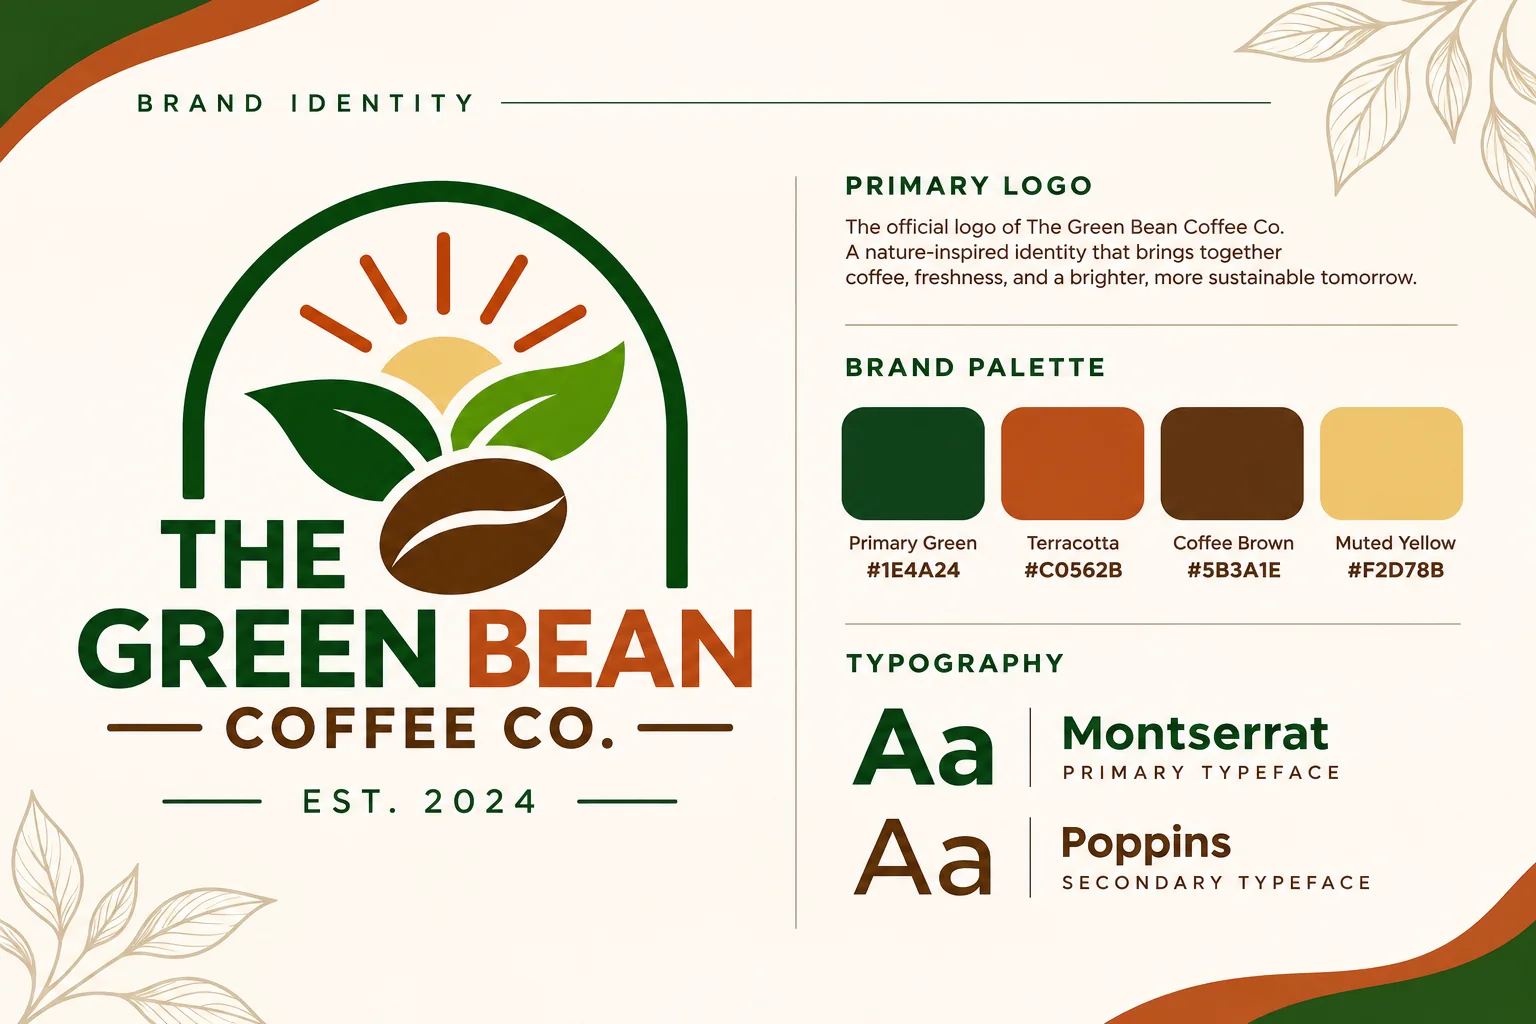 BRAND IDENTITY
THE
GREEN BEAN
COFFEE CO.
EST. 2024
PRIMARY LOGO
The official logo of The Green Bean Coffee Co.
A nature-inspired identity that brings together
coffee, freshness, and a brighter, more sustainable tomorrow.
BRAND PALETTE
Primary Green
#1E4A24
Terracotta
#C0562B
Coffee Brown
#5B3A1E
Muted Yellow
#F2D78B
TYPOGRAPHY
Aa
Montserrat
PRIMARY TYPEFACE
Aa
Poppins
SECONDARY TYPEFACE